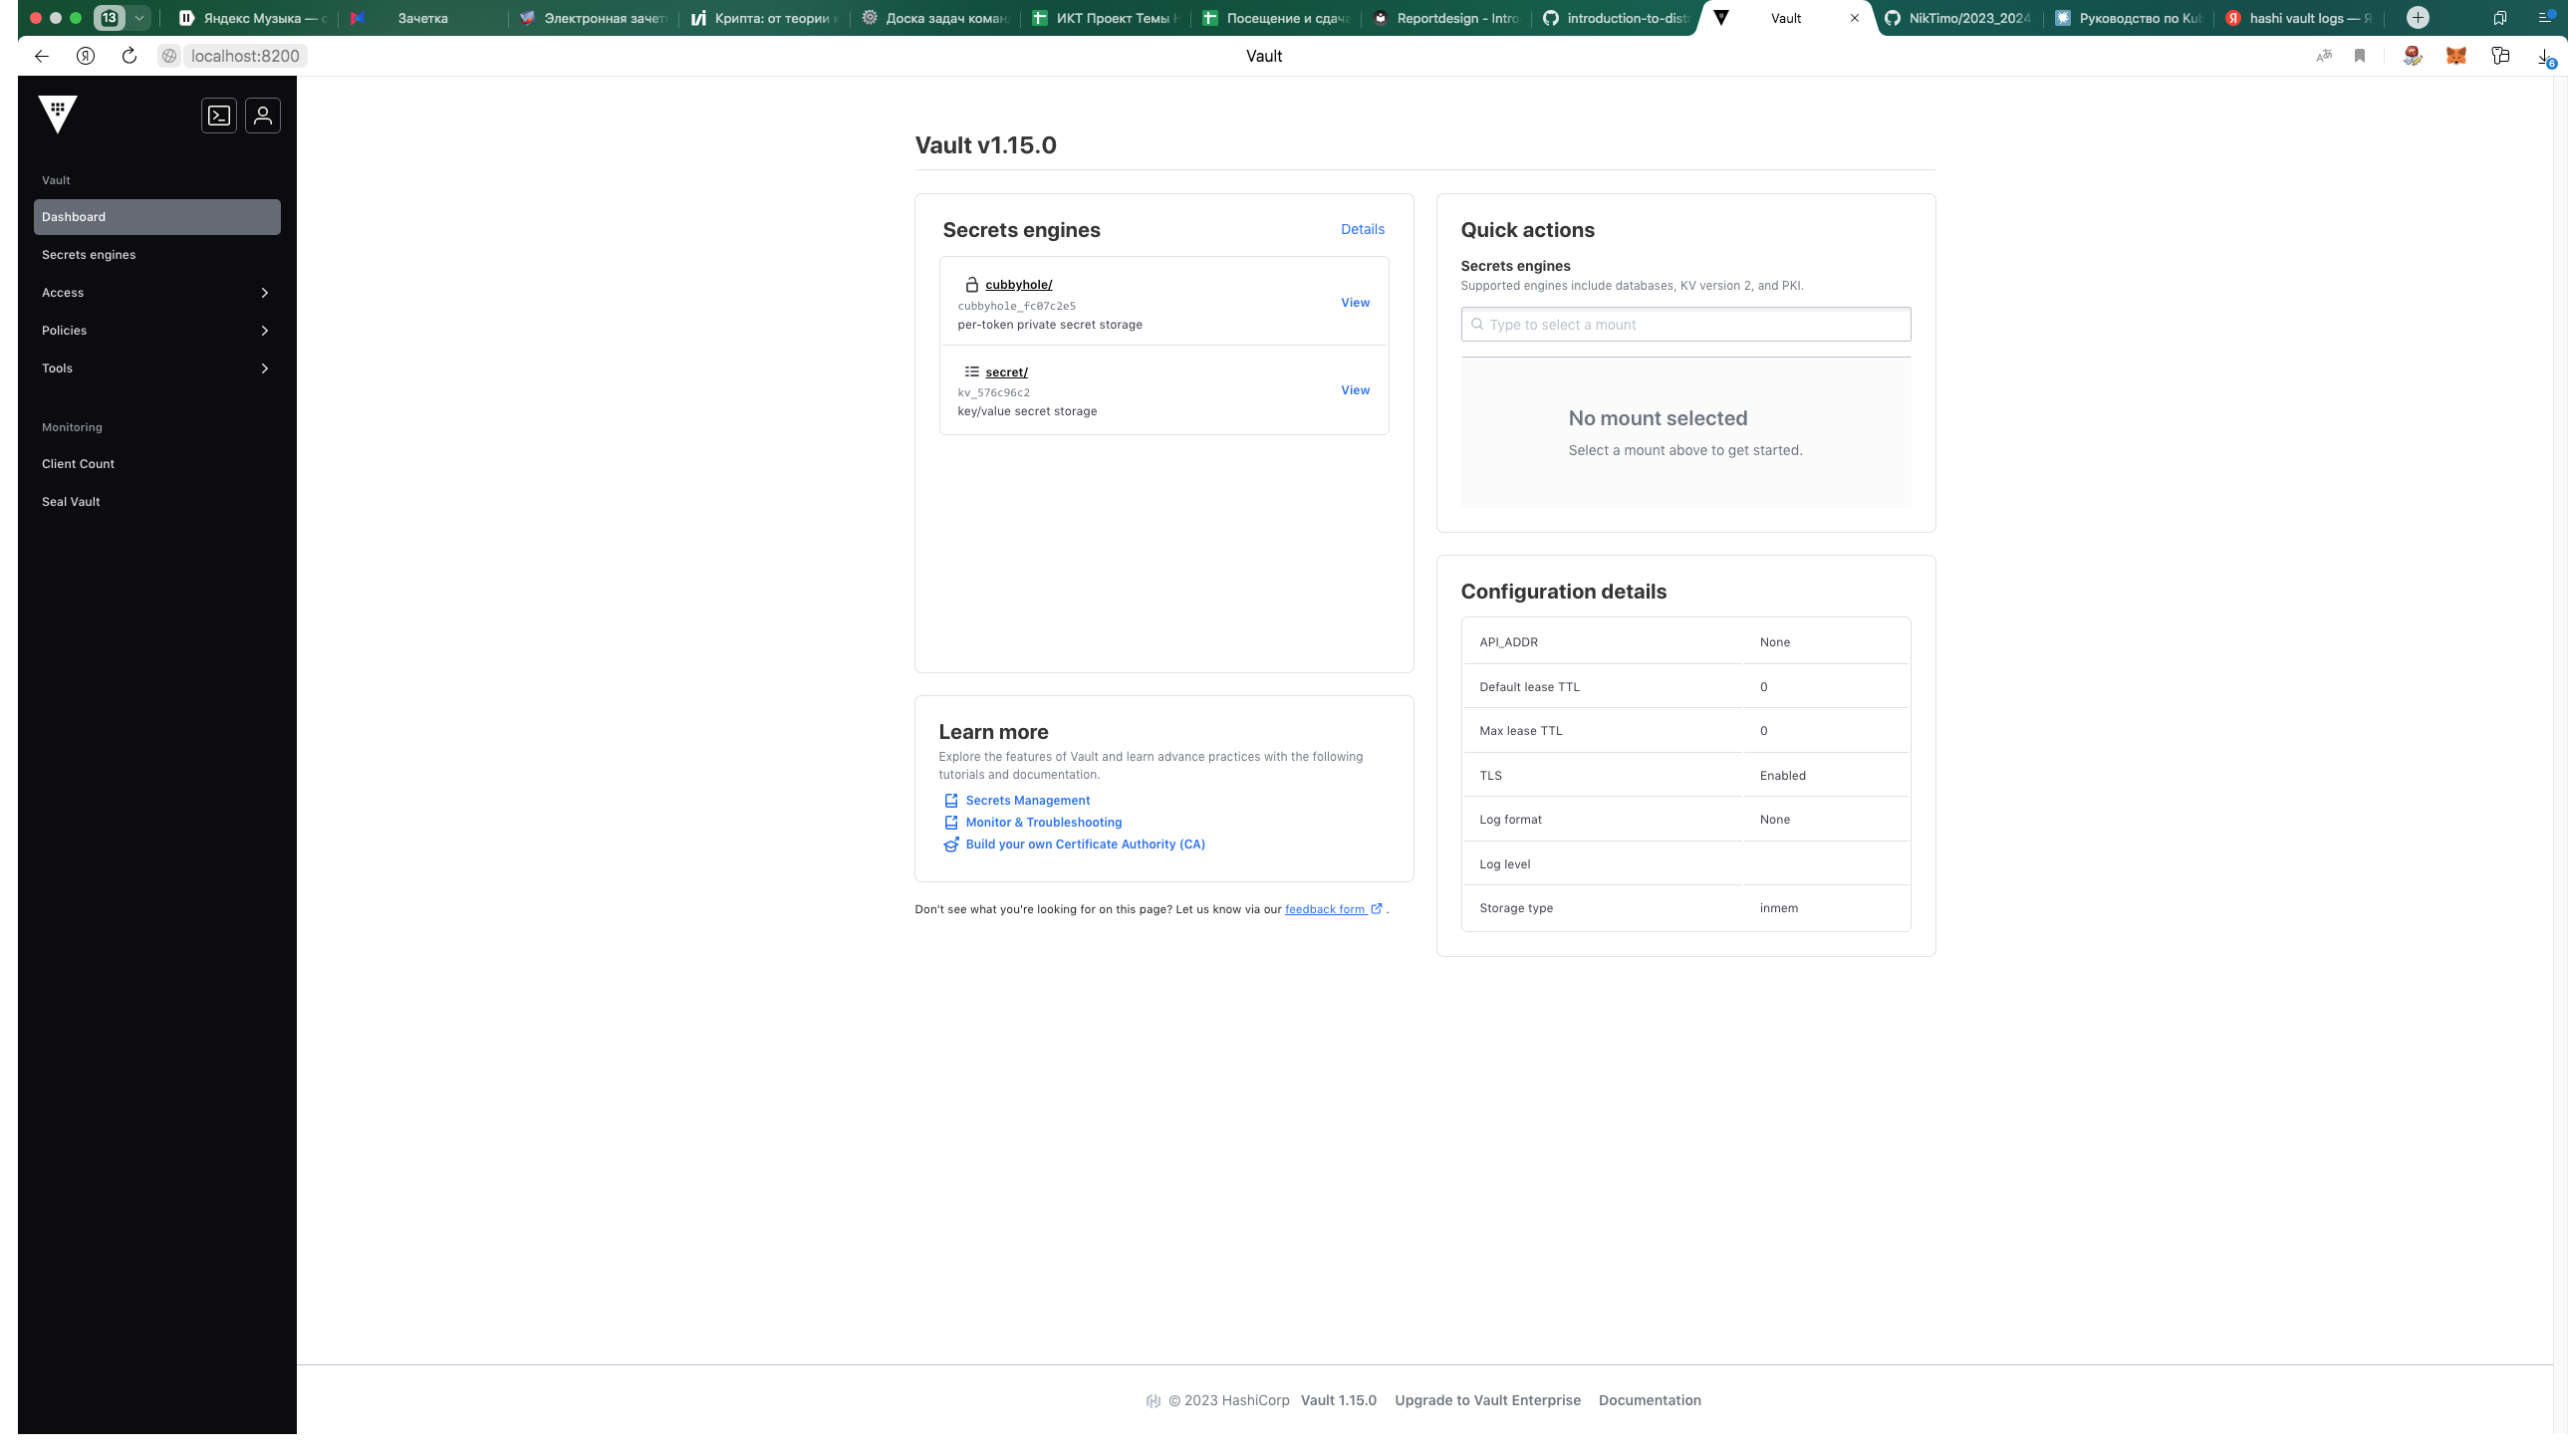 13
Яндекс Музыка — с
Зачетка
Электронная зачет
Крипта: от теории к
Доска задач коман
ИКТ Проект Темы Н
Посещение и сдача
Reportdesign - Intro
introduction-to-distr
Vault
NikTimo/2023_2024
Руководство по Kub
hashi vault logs — Я
localhost:8200
Vault
6
Vault
Dashboard
Secrets engines
Access
Policies
Tools
Monitoring
Client Count
Seal Vault
Vault v1.15.0
Secrets engines
Details
cubbyhole/
cubbyhole_fc07c2e5
per-token private secret storage
View
secret/
kv_576c96c2
key/value secret storage
View
Learn more
Explore the features of Vault and learn advance practices with the following
tutorials and documentation.
Secrets Management
Monitor & Troubleshooting
Build your own Certificate Authority (CA)
Don't see what you're looking for on this page? Let us know via our feedback form .
Quick actions
Secrets engines
Supported engines include databases, KV version 2, and PKI.
Type to select a mount
No mount selected
Select a mount above to get started.
Configuration details
API_ADDR None
Default lease TTL 0
Max lease TTL 0
TLS Enabled
Log format None
Log level
Storage type inmem
© 2023 HashiCorp Vault 1.15.0 Upgrade to Vault Enterprise Documentation